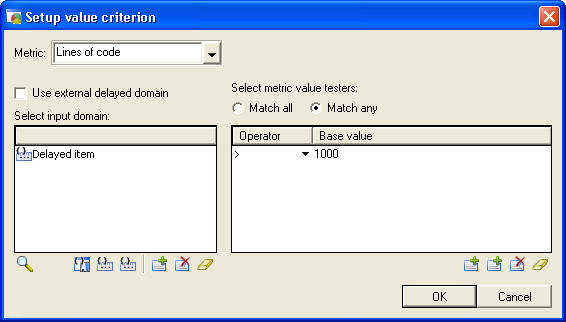 Setup value criterion
Metric: Lines of code
Use external delayed domain
Select input domain:
Delayed item
Select metric value testers:
Match all Match any
Operator Base value
> 1000
OK Cancel